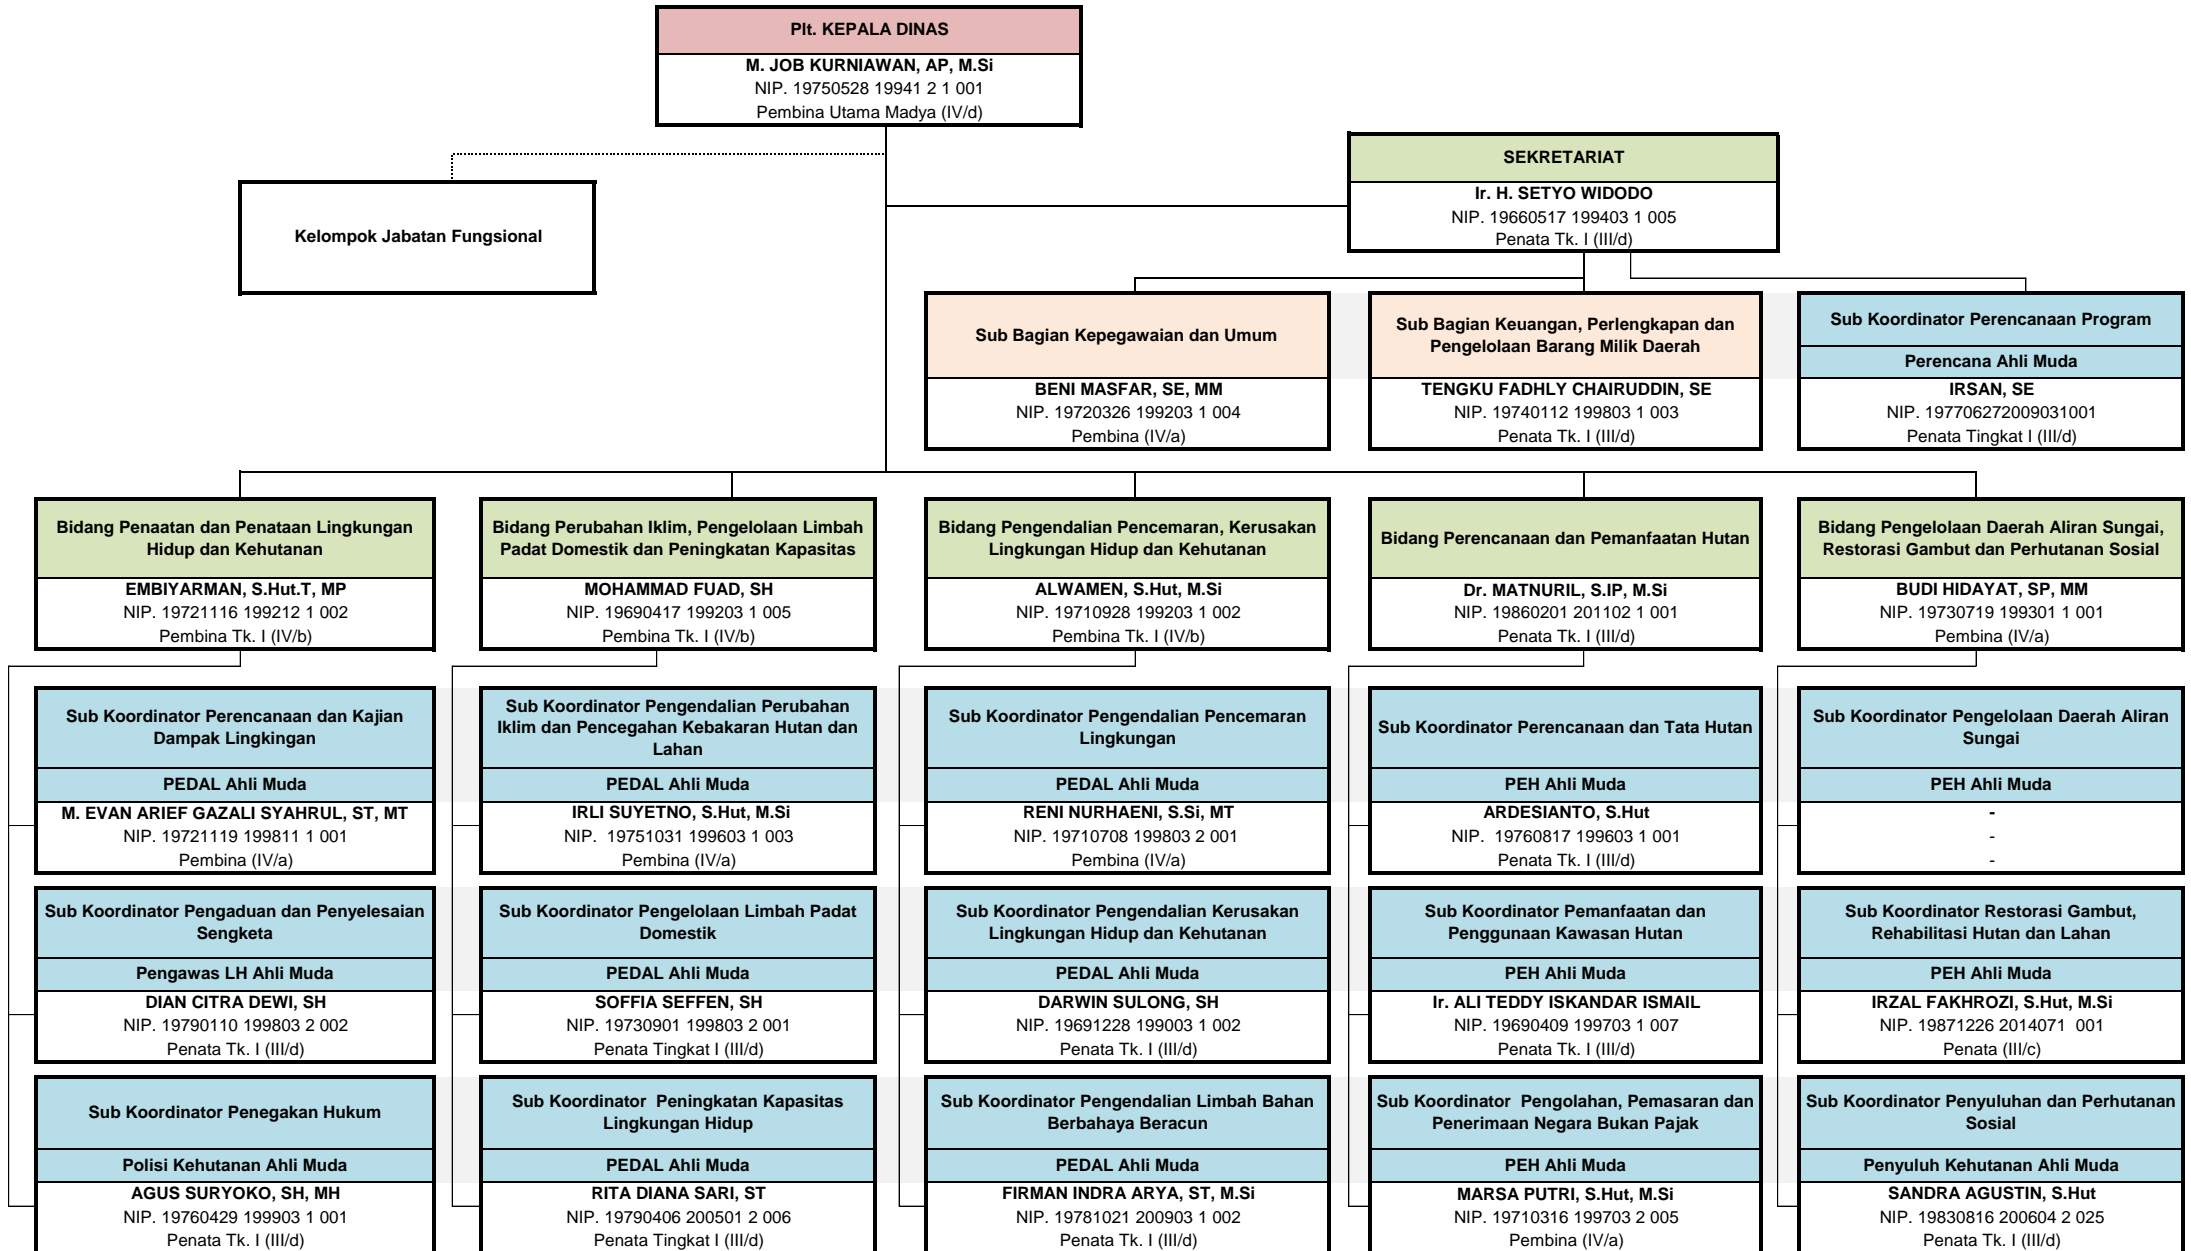 Plt. KEPALA DINAS
M. JOB KURNIAWAN, AP, M.Si
NIP. 19750528 19941 2 1 001
Pembina Utama Madya (IV/d)
SEKRETARIAT
Ir. H. SETYO WIDODO
NIP. 19660517 199403 1 005
Penata Tk. I (III/d)
Kelompok Jabatan Fungsional
Sub Bagian Kepegawaian dan Umum
BENI MASFAR, SE, MM
NIP. 19720326 199203 1 004
Pembina (IV/a)
Sub Bagian Keuangan, Perlengkapan dan
Pengelolaan Barang Milik Daerah
TENGKU FADHLY CHAIRUDDIN, SE
NIP. 19740112 199803 1 003
Penata Tk. I (III/d)
Sub Koordinator Perencanaan Program
Perencana Ahli Muda
IRSAN, SE
NIP. 197706272009031001
Penata Tingkat I (III/d)
Bidang Penaatan dan Penataan Lingkungan
Hidup dan Kehutanan
EMBIYARMAN, S.Hut.T, MP
NIP. 19721116 199212 1 002
Pembina Tk. I (IV/b)
Bidang Perubahan Iklim, Pengelolaan Limbah
Padat Domestik dan Peningkatan Kapasitas
MOHAMMAD FUAD, SH
NIP. 19690417 199203 1 005
Pembina Tk. I (IV/b)
Bidang Pengendalian Pencemaran, Kerusakan
Lingkungan Hidup dan Kehutanan
ALWAMEN, S.Hut, M.Si
NIP. 19710928 199203 1 002
Pembina Tk. I (IV/b)
Bidang Perencanaan dan Pemanfaatan Hutan
Dr. MATNURIL, S.IP, M.Si
NIP. 19860201 201102 1 001
Penata Tk. I (III/d)
Bidang Pengelolaan Daerah Aliran Sungai,
Restorasi Gambut dan Perhutanan Sosial
BUDI HIDAYAT, SP, MM
NIP. 19730719 199301 1 001
Pembina (IV/a)
Sub Koordinator Perencanaan dan Kajian
Dampak Lingkingan
PEDAL Ahli Muda
M. EVAN ARIEF GAZALI SYAHRUL, ST, MT
NIP. 19721119 199811 1 001
Pembina (IV/a)
Sub Koordinator Pengendalian Perubahan
Iklim dan Pencegahan Kebakaran Hutan dan
Lahan
PEDAL Ahli Muda
IRLI SUYETNO, S.Hut, M.Si
NIP.  19751031 199603 1 003
Pembina (IV/a)
Sub Koordinator Pengendalian Pencemaran
Lingkungan
PEDAL Ahli Muda
RENI NURHAENI, S.Si, MT
NIP. 19710708 199803 2 001
Pembina (IV/a)
Sub Koordinator Perencanaan dan Tata Hutan
PEH Ahli Muda
ARDESIANTO, S.Hut
NIP.  19760817 199603 1 001
Penata Tk. I (III/d)
Sub Koordinator Pengelolaan Daerah Aliran
Sungai
PEH Ahli Muda
-
-
-
Sub Koordinator Pengaduan dan Penyelesaian
Sengketa
Pengawas LH Ahli Muda
DIAN CITRA DEWI, SH
NIP. 19790110 199803 2 002
Penata Tk. I (III/d)
Sub Koordinator Pengelolaan Limbah Padat
Domestik
PEDAL Ahli Muda
SOFFIA SEFFEN, SH
NIP. 19730901 199803 2 001
Penata Tingkat I (III/d)
Sub Koordinator Pengendalian Kerusakan
Lingkungan Hidup dan Kehutanan
PEDAL Ahli Muda
DARWIN SULONG, SH
NIP. 19691228 199003 1 002
Penata Tk. I (III/d)
Sub Koordinator Pemanfaatan dan
Penggunaan Kawasan Hutan
PEH Ahli Muda
Ir. ALI TEDDY ISKANDAR ISMAIL
NIP. 19690409 199703 1 007
Penata Tk. I (III/d)
Sub Koordinator Restorasi Gambut,
Rehabilitasi Hutan dan Lahan
PEH Ahli Muda
IRZAL FAKHROZI, S.Hut, M.Si
NIP. 19871226 2014071  001
Penata (III/c)
Sub Koordinator Penegakan Hukum
Polisi Kehutanan Ahli Muda
AGUS SURYOKO, SH, MH
NIP. 19760429 199903 1 001
Penata Tk. I (III/d)
Sub Koordinator  Peningkatan Kapasitas
Lingkungan Hidup
PEDAL Ahli Muda
RITA DIANA SARI, ST
NIP. 19790406 200501 2 006
Penata Tingkat I (III/d)
Sub Koordinator Pengendalian Limbah Bahan
Berbahaya Beracun
PEDAL Ahli Muda
FIRMAN INDRA ARYA, ST, M.Si
NIP. 19781021 200903 1 002
Penata Tk. I (III/d)
Sub Koordinator  Pengolahan, Pemasaran dan
Penerimaan Negara Bukan Pajak
PEH Ahli Muda
MARSA PUTRI, S.Hut, M.Si
NIP. 19710316 199703 2 005
Pembina (IV/a)
Sub Koordinator Penyuluhan dan Perhutanan
Sosial
Penyuluh Kehutanan Ahli Muda
SANDRA AGUSTIN, S.Hut
NIP. 19830816 200604 2 025
Penata Tk. I (III/d)